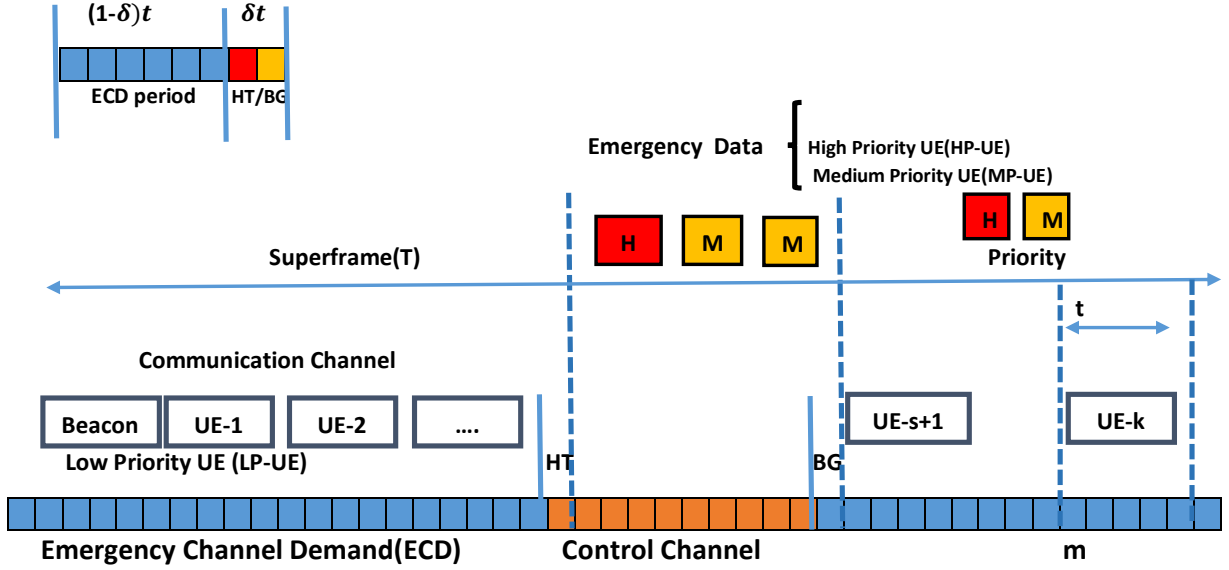 (1-δ)t
δt
ECD period
HT/BG
Emergency Data
High Priority UE(HP-UE)
Medium Priority UE(MP-UE)
H
M
M
H
M
Superframe(T)
Priority
t
Communication Channel
Beacon
UE-1
UE-2
....
UE-s+1
UE-k
Low Priority UE (LP-UE)
HT
BG
Emergency Channel Demand(ECD)
Control Channel
m